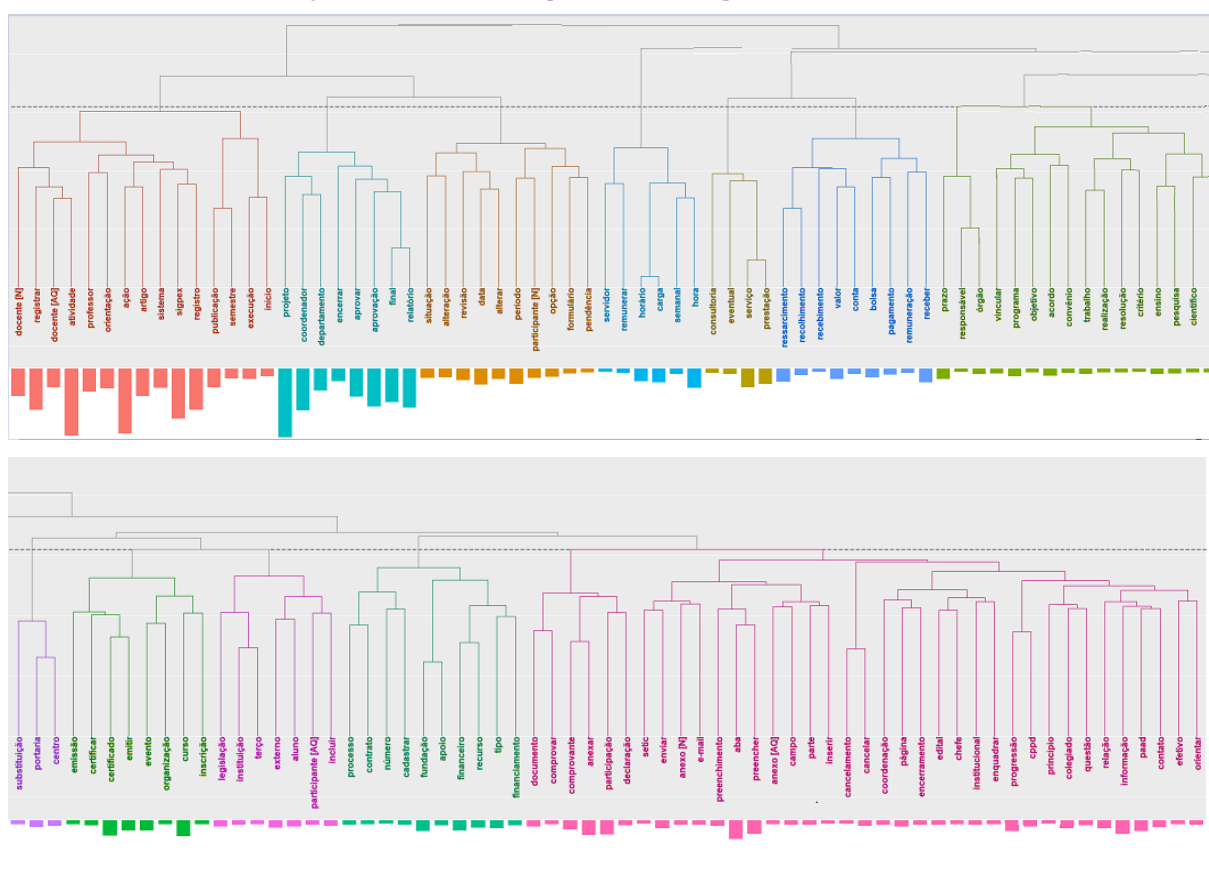 docente [N]
registrar
docente [AQ]
atividade
professor
orientação
ação
artigo
sistema
sigpex
registro
publicação
semestre
execução
início
projeto
coordenador
departamento
encerrar
aprovar
aprovação
final
relatório
situação
alteração
revisão
data
alterar
período
participante [N]
opção
formulário
pendência
servidor
remunerar
horário
carga
semanal
hora
consultoria
eventual
serviço
prestação
ressarcimento
recolhimento
recebimento
valor
conta
bolsa
pagamento
remuneração
receber
prazo
responsável
órgão
vincular
programa
objetivo
acordo
convênio
trabalho
realização
resolução
critério
ensino
pesquisa
científico
substituição
portaria
centro
emissão
certificar
certificado
emitir
evento
organização
curso
inscrição
legislação
instituição
terço
externo
aluno
participante [AQ]
incluir
processo
contrato
número
cadastrar
fundação
apoio
financeiro
recurso
tipo
financiamento
documento
comprovar
comprovante
anexar
participação
declaração
setic
enviar
anexo [N]
e-mail
preenchimento
aba
preencher
anexo [AQ]
campo
parte
inserir
cancelamento
cancelar
coordenação
página
encerramento
edital
chefe
institucional
enquadrar
progressão
cppd
princípio
colegiado
questão
relação
informação
paad
contato
efetivo
orientar